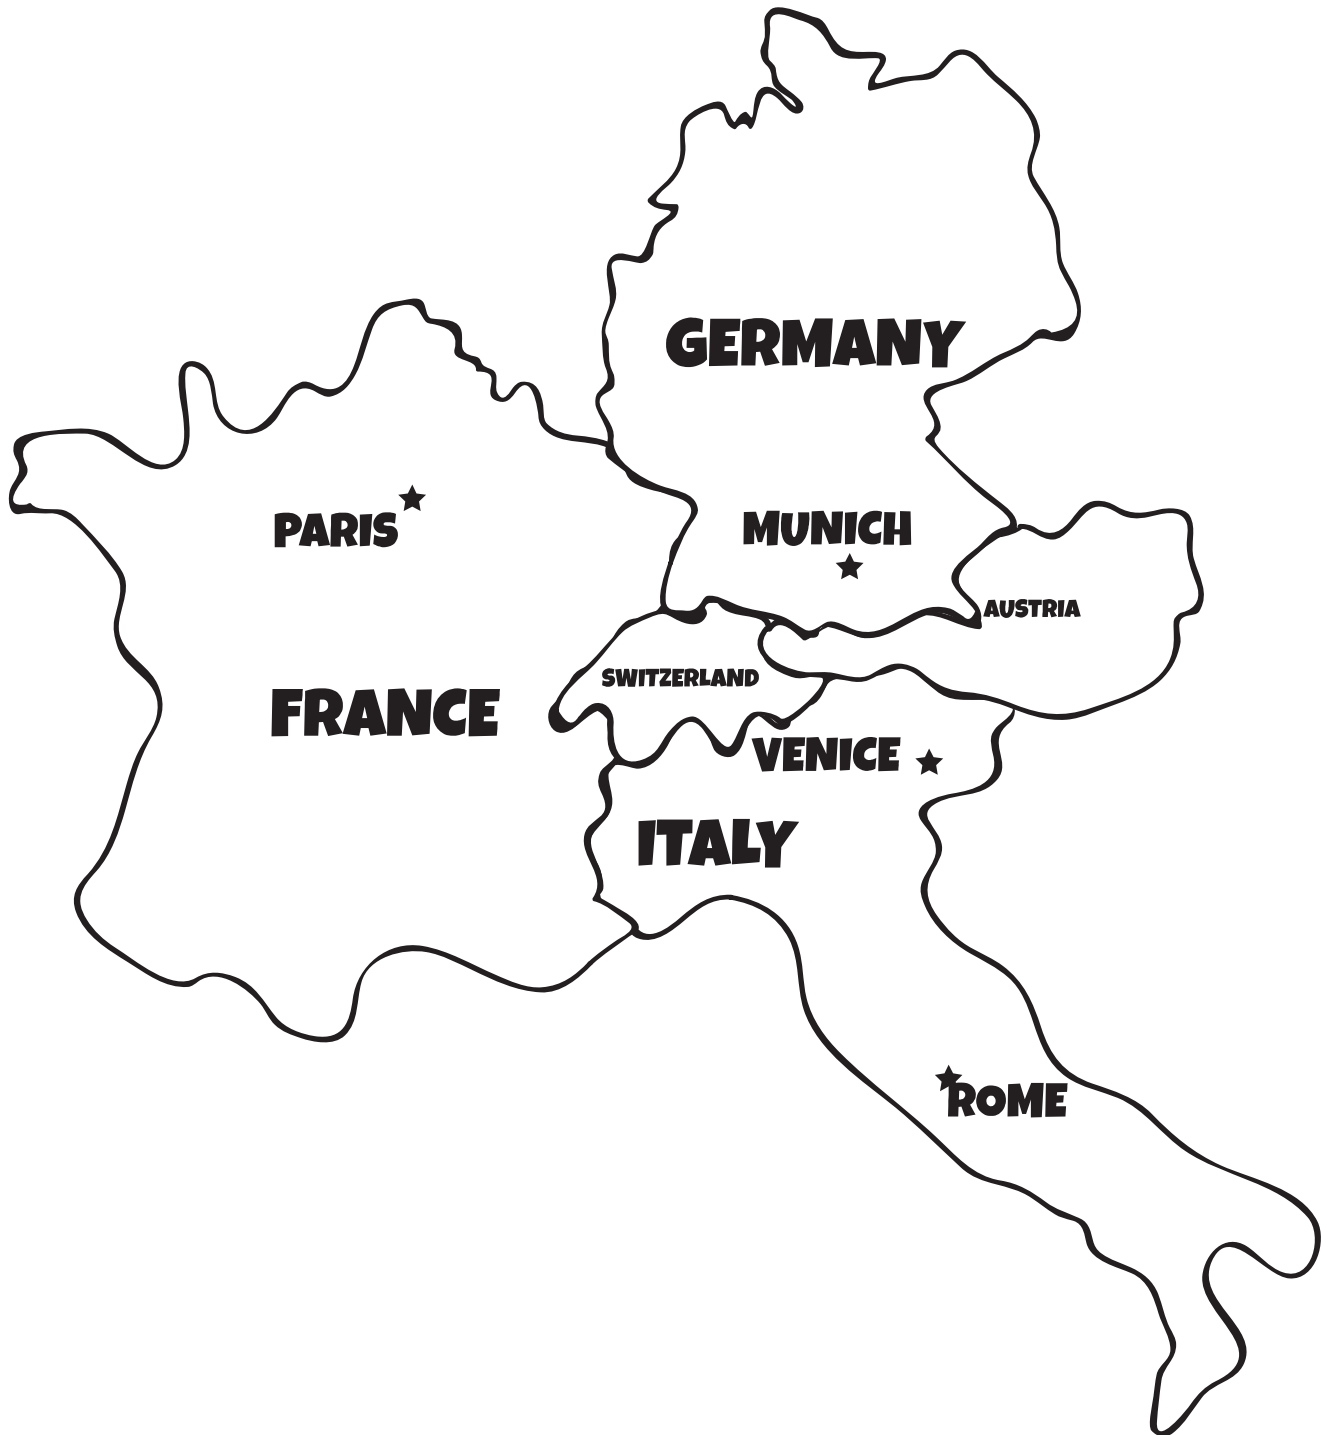 GERMANY
PARIS
MUNICH
AUSTRIA
SWITZERLAND
FRANCE
VENICE
ITALY
ROME